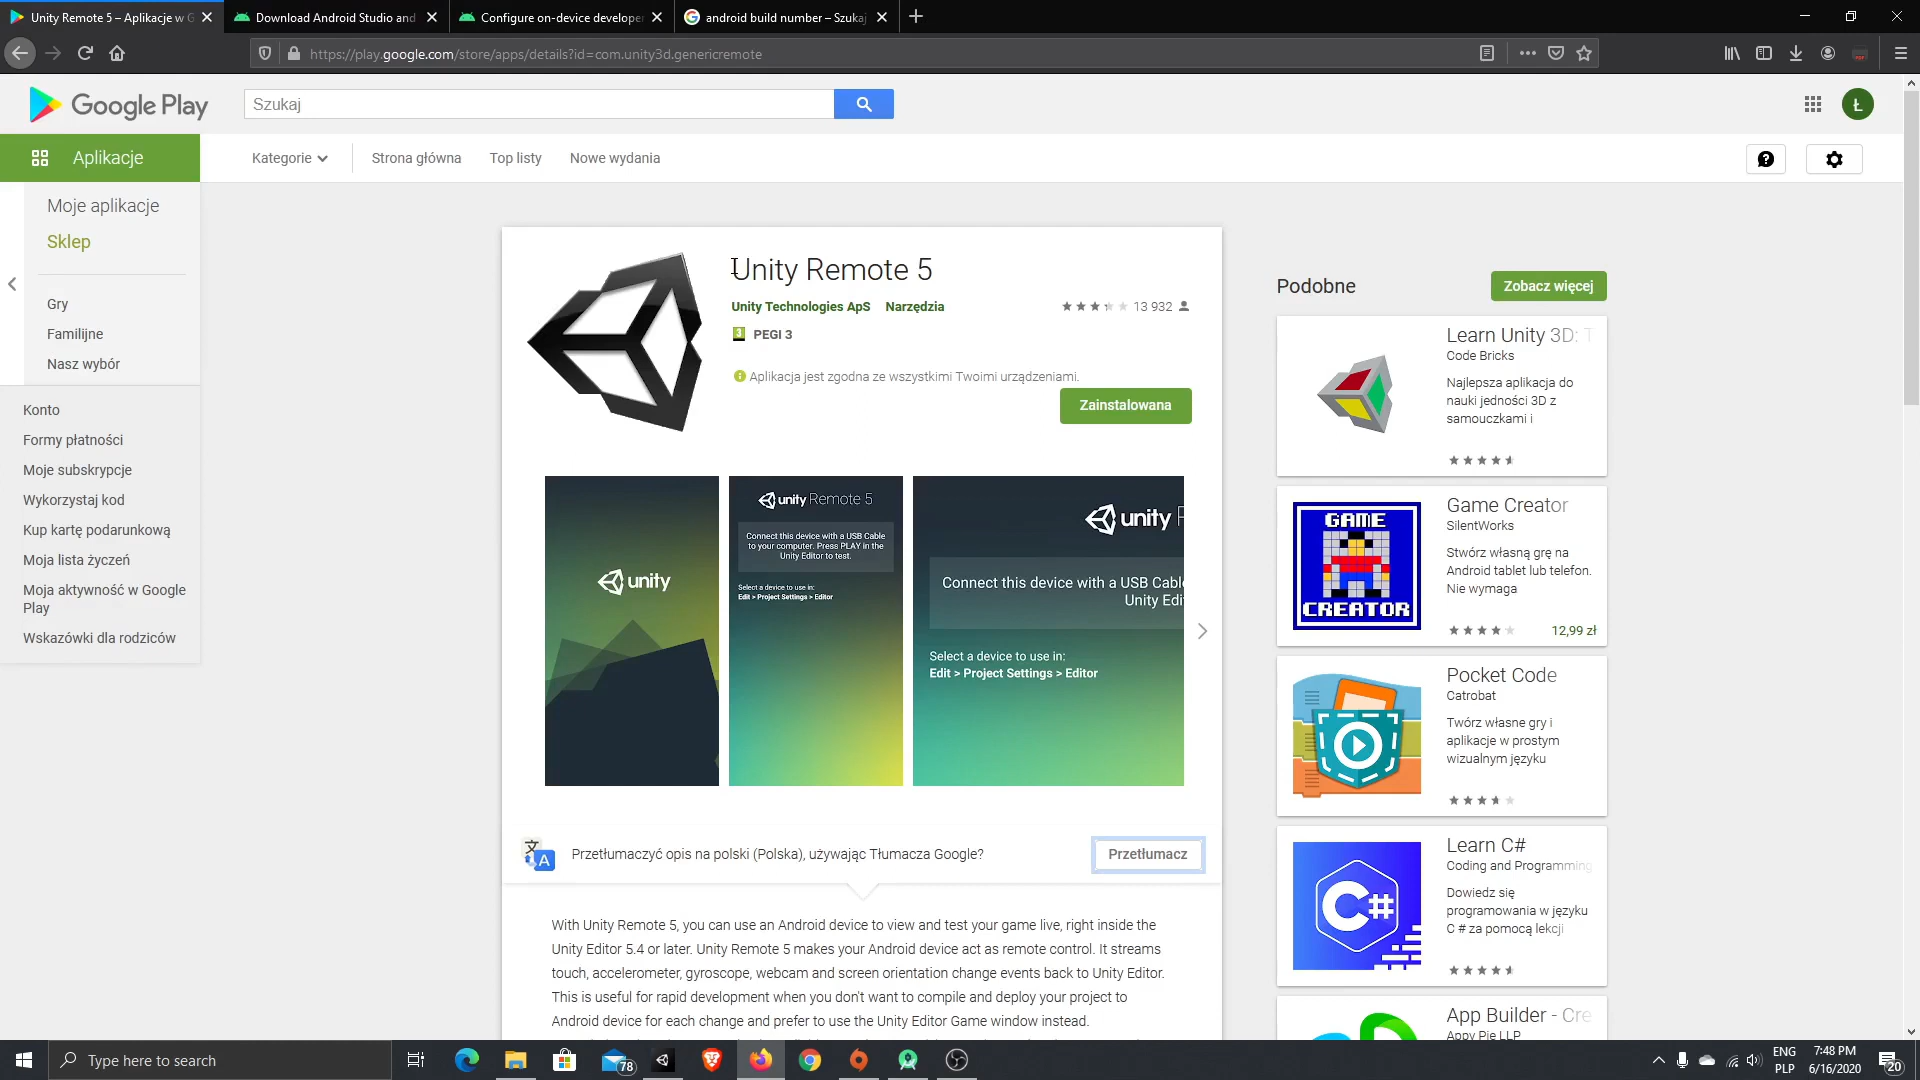 Unity Remote 5 – Aplikacje w G
Download Android Studio and
Configure on-device developer
android build number – Szukaj
https://play.google.com/store/apps/details?id=com.unity3d.genericremote
Google Play
Szukaj
Ł
Aplikacje
Kategorie
Strona główna
Top listy
Nowe wydania
Moje aplikacje
Sklep
Gry
Familijne
Nasz wybór
Konto
Formy płatności
Moje subskrypcje
Wykorzystaj kod
Kup kartę podarunkową
Moja lista życzeń
Moja aktywność w Google
Play
Wskazówki dla rodziców
Unity Remote 5
Unity Technologies ApS Narzędzia
13 932
3 PEGI 3
Aplikacja jest zgodna ze wszystkimi Twoimi urządzeniami.
Zainstalowana
unity
unity Remote 5
Connect this device with a USB Cable
to your computer. Press PLAY in the
Unity Editor to test.
Select a device to use in:
Edit > Project Settings > Editor
unity
Connect this device with a USB Cable
Unity Edi
Select a device to use in:
Edit > Project Settings > Editor
Przetłumaczyć opis na polski (Polska), używając Tłumacza Google?
Przetłumacz
With Unity Remote 5, you can use an Android device to view and test your game live, right inside the
Unity Editor 5.4 or later. Unity Remote 5 makes your Android device act as remote control. It streams
touch, accelerometer, gyroscope, webcam and screen orientation change events back to Unity Editor.
This is useful for rapid development when you don't want to compile and deploy your project to
Android device for each change and prefer to use the Unity Editor Game window instead.
Podobne
Zobacz więcej
Learn Unity 3D: T
Code Bricks
Najlepsza aplikacja do
nauki jedności 3D z
samouczkami i
GAME
CREATOR
Game Creator
SilentWorks
Stwórz własną grę na
Android tablet lub telefon.
Nie wymaga
12,99 zł
Pocket Code
Catrobat
Twórz własne gry i
aplikacje w prostym
wizualnym języku
C#
Learn C#
Coding and Programming
Dowiedz się
programowania w języku
C # za pomocą lekcji
App Builder - Cre
Appy Pie LLP
Type here to search
78
ENG
PLP
7:48 PM
6/16/2020
20